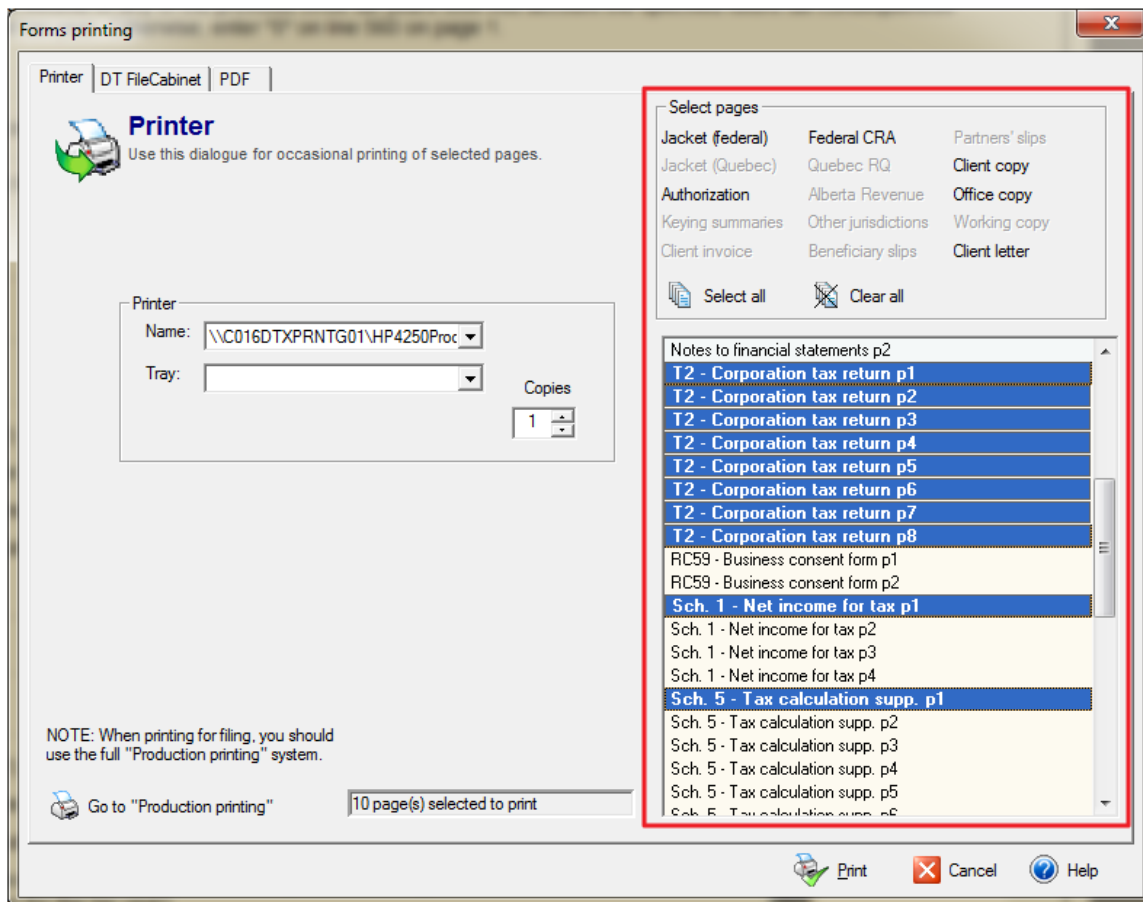 Forms printing
Printer DT FileCabinet PDF
Printer
Use this dialogue for occasional printing of selected pages.
Printer
Name: \\C016DTXPRNTG01\HP4250Proc
Tray:
Copies
1
NOTE: When printing for filing, you should
use the full "Production printing" system.
Go to "Production printing"
10 page(s) selected to print
Select pages
Jacket (federal) Federal CRA Partners' slips
Jacket (Quebec) Quebec RQ Client copy
Authorization Alberta Revenue Office copy
Keying summaries Other jurisdictions Working copy
Client invoice Beneficiary slips Client letter
Select all Clear all
Notes to financial statements p2
T2 - Corporation tax return p1
T2 - Corporation tax return p2
T2 - Corporation tax return p3
T2 - Corporation tax return p4
T2 - Corporation tax return p5
T2 - Corporation tax return p6
T2 - Corporation tax return p7
T2 - Corporation tax return p8
RC59 - Business consent form p1
RC59 - Business consent form p2
Sch. 1 - Net income for tax p1
Sch. 1 - Net income for tax p2
Sch. 1 - Net income for tax p3
Sch. 1 - Net income for tax p4
Sch. 5 - Tax calculation supp. p1
Sch. 5 - Tax calculation supp. p2
Sch. 5 - Tax calculation supp. p3
Sch. 5 - Tax calculation supp. p4
Sch. 5 - Tax calculation supp. p5
Sch. 5 - Tax calculation supp. p6
Print Cancel Help